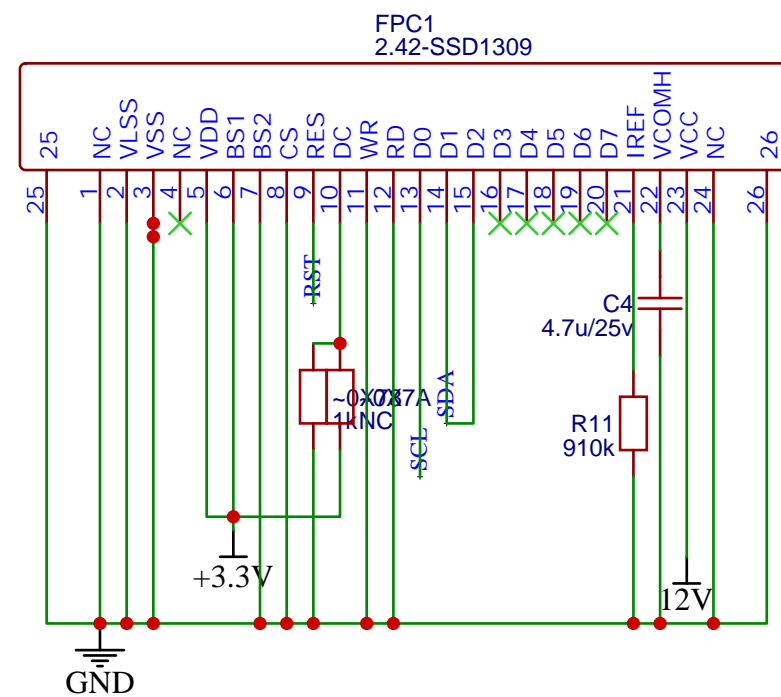 FPC1
2.42-SSD1309
25
NC
VLSS
VSS
NC
VDD
BS1
BS2
CS
RES
DC
WR
RD
D0
D1
D2
D3
D4
D5
D6
D7
IREF
VCOMH
VCC
NC
26
25
1
2
3
4
5
6
7
8
9
10
11
12
13
14
15
16
17
18
19
20
21
22
23
24
26
RST
C4
4.7u/25v
1kNC
SDA
SCL
R11
910k
+3.3V
12V
GND